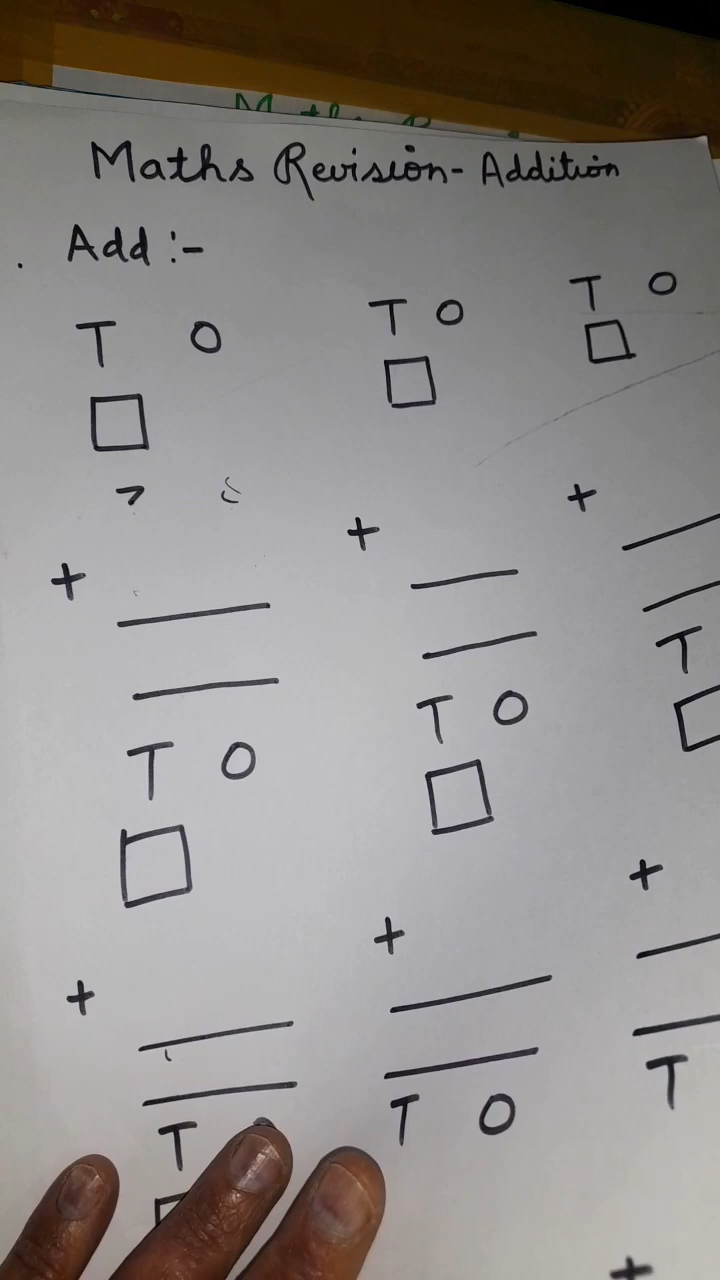 Maths Revision- Addition
Add :-
T O
T O
T O
+
+
+
T O
T O
T
+
+
+
T
T O
T
+